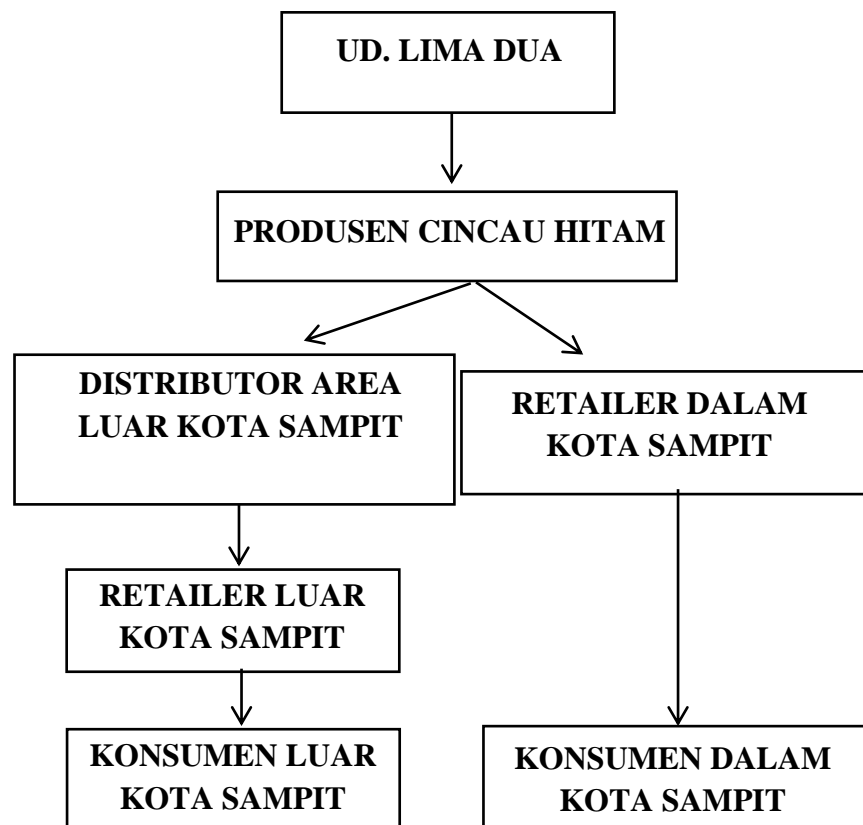 UD. LIMA DUA
PRODUSEN CINCAU HITAM
DISTRIBUTOR AREA
LUAR KOTA SAMPIT
RETAILER DALAM
KOTA SAMPIT
RETAILER LUAR
KOTA SAMPIT
KONSUMEN LUAR
KOTA SAMPIT
KONSUMEN DALAM
KOTA SAMPIT